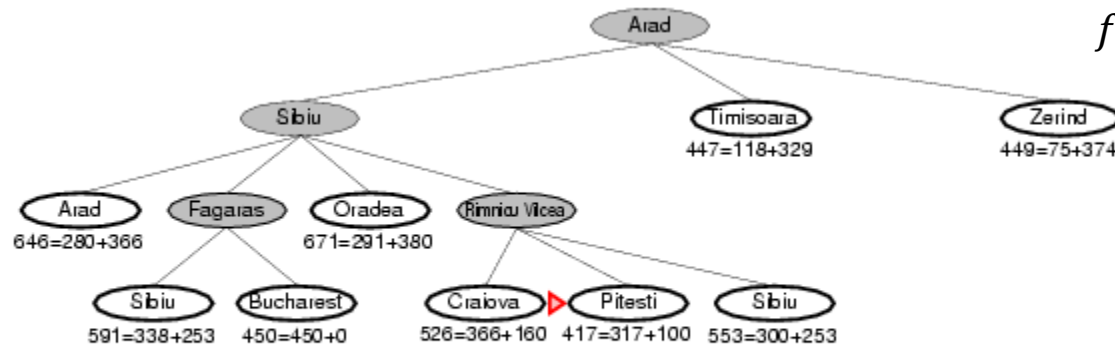 Arad
f
Sibiu
Timisoara
Zerind
447=118+329
449=75+374
Arad
Fagaras
Oradea
Rimnicu Vilcea
646=280+366
671=291+380
Sibiu
Bucharest
Craiova
Pitesti
Sibiu
591=338+253
450=450+0
526=366+160
417=317+100
553=300+253